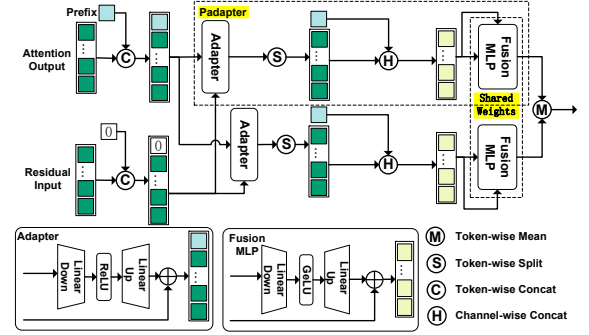 Prefix
Padapter
Attention
Output
C
Adapter
S
H
Fusion
MLP
Shared
Weights
M
0
0
Adapter
S
H
Fusion
MLP
Residual
Input
C
Adapter
Linear
Down
ReLU
Linear
Up
Fusion
MLP
Linear
Down
GeLU
Linear
Up
M Token-wise Mean
S Token-wise Split
C Token-wise Concat
H Channel-wise Concat